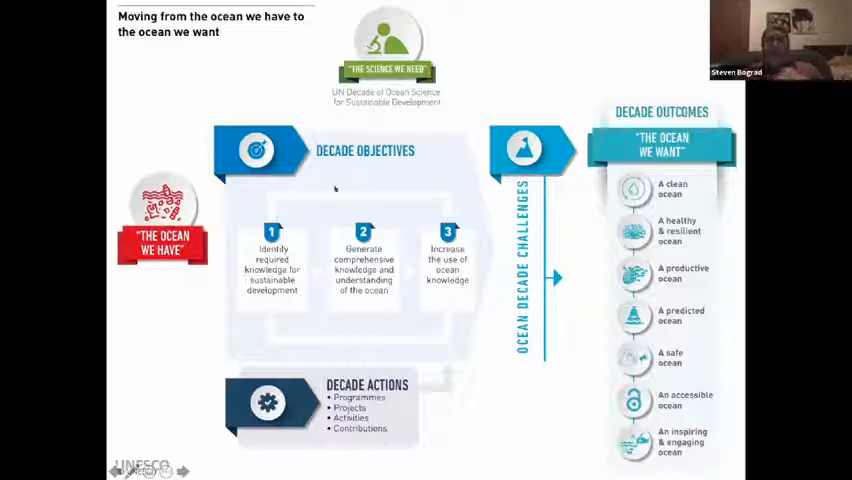 Moving from the ocean we have to
the ocean we want
Steven Bograd
"THE SCIENCE WE NEED"
UN Decade of Ocean Science
for Sustainable Development
DECADE OUTCOMES
"THE OCEAN
WE WANT"
DECADE OBJECTIVES
"THE OCEAN
WE HAVE"
1
Identify
required
knowledge for
sustainable
development
2
Generate
comprehensive
knowledge and
understanding
of the ocean
3
Increase
the use of
ocean
knowledge
OCEAN DECADE CHALLENGES
A clean
ocean
A healthy
& resilient
ocean
A productive
ocean
A predicted
ocean
A safe
ocean
An accessible
ocean
An inspiring
& engaging
ocean
DECADE ACTIONS
• Programmes
• Projects
• Activities
• Contributions
UNESCO